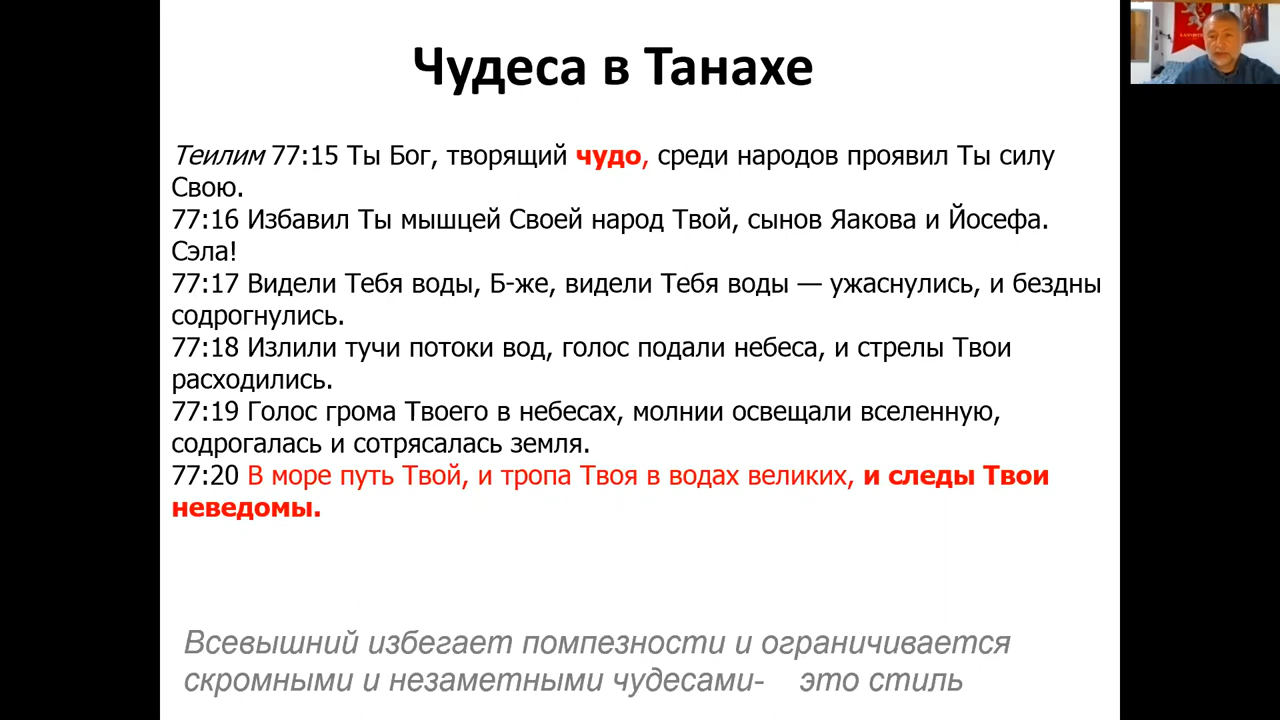 Чудеса в Танахе
Теилим 77:15 Ты Бог, творящий чудо, среди народов проявил Ты силу
Свою.
77:16 Избавил Ты мышцей Своей народ Твой, сынов Яакова и Йосефа.
Сэла!
77:17 Видели Тебя воды, Б-же, видели Тебя воды — ужаснулись, и бездны
содрогнулись.
77:18 Излили тучи потоки вод, голос подали небеса, и стрелы Твои
расходились.
77:19 Голос грома Твоего в небесах, молнии освещали вселенную,
содрогалась и сотрясалась земля.
77:20 В море путь Твой, и тропа Твоя в водах великих, и следы Твои
неведомы.
Всевышний избегает помпезности и ограничивается
скромными и незаметными чудесами- это стиль